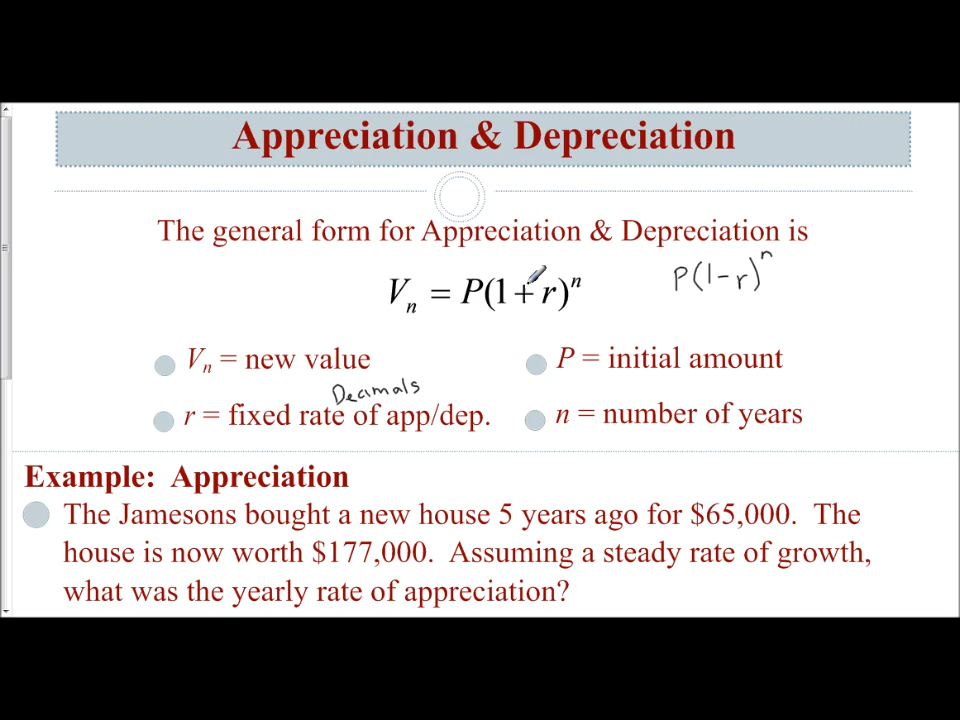 Appreciation & Depreciation
The general form for Appreciation & Depreciation is
Vₙ = P(1 + r)ⁿ
P(1-r)ⁿ
Vₙ = new value
P = initial amount
Decimals
r = fixed rate of app/dep.
n = number of years
Example: Appreciation
The Jamesons bought a new house 5 years ago for $65,000. The
house is now worth $177,000. Assuming a steady rate of growth,
what was the yearly rate of appreciation?